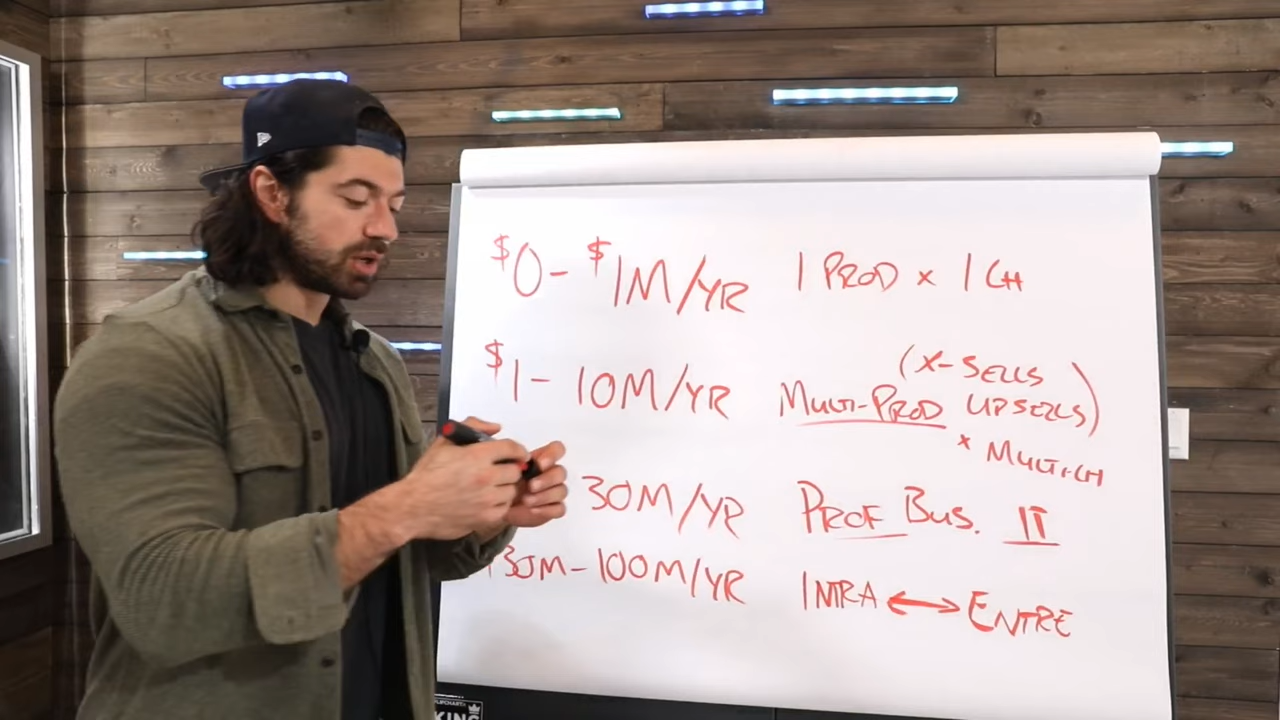 $0 - $1M/YR 1 PROD x 1 CH
$1 - 10M/YR MULTI-PROD (X-SELLS UPSELLS)
x MULTI CH
30M/YR PROF BUS. IT
$30M - 100M/YR INTRA ↔ ENTRE
FLIPCHART
KING